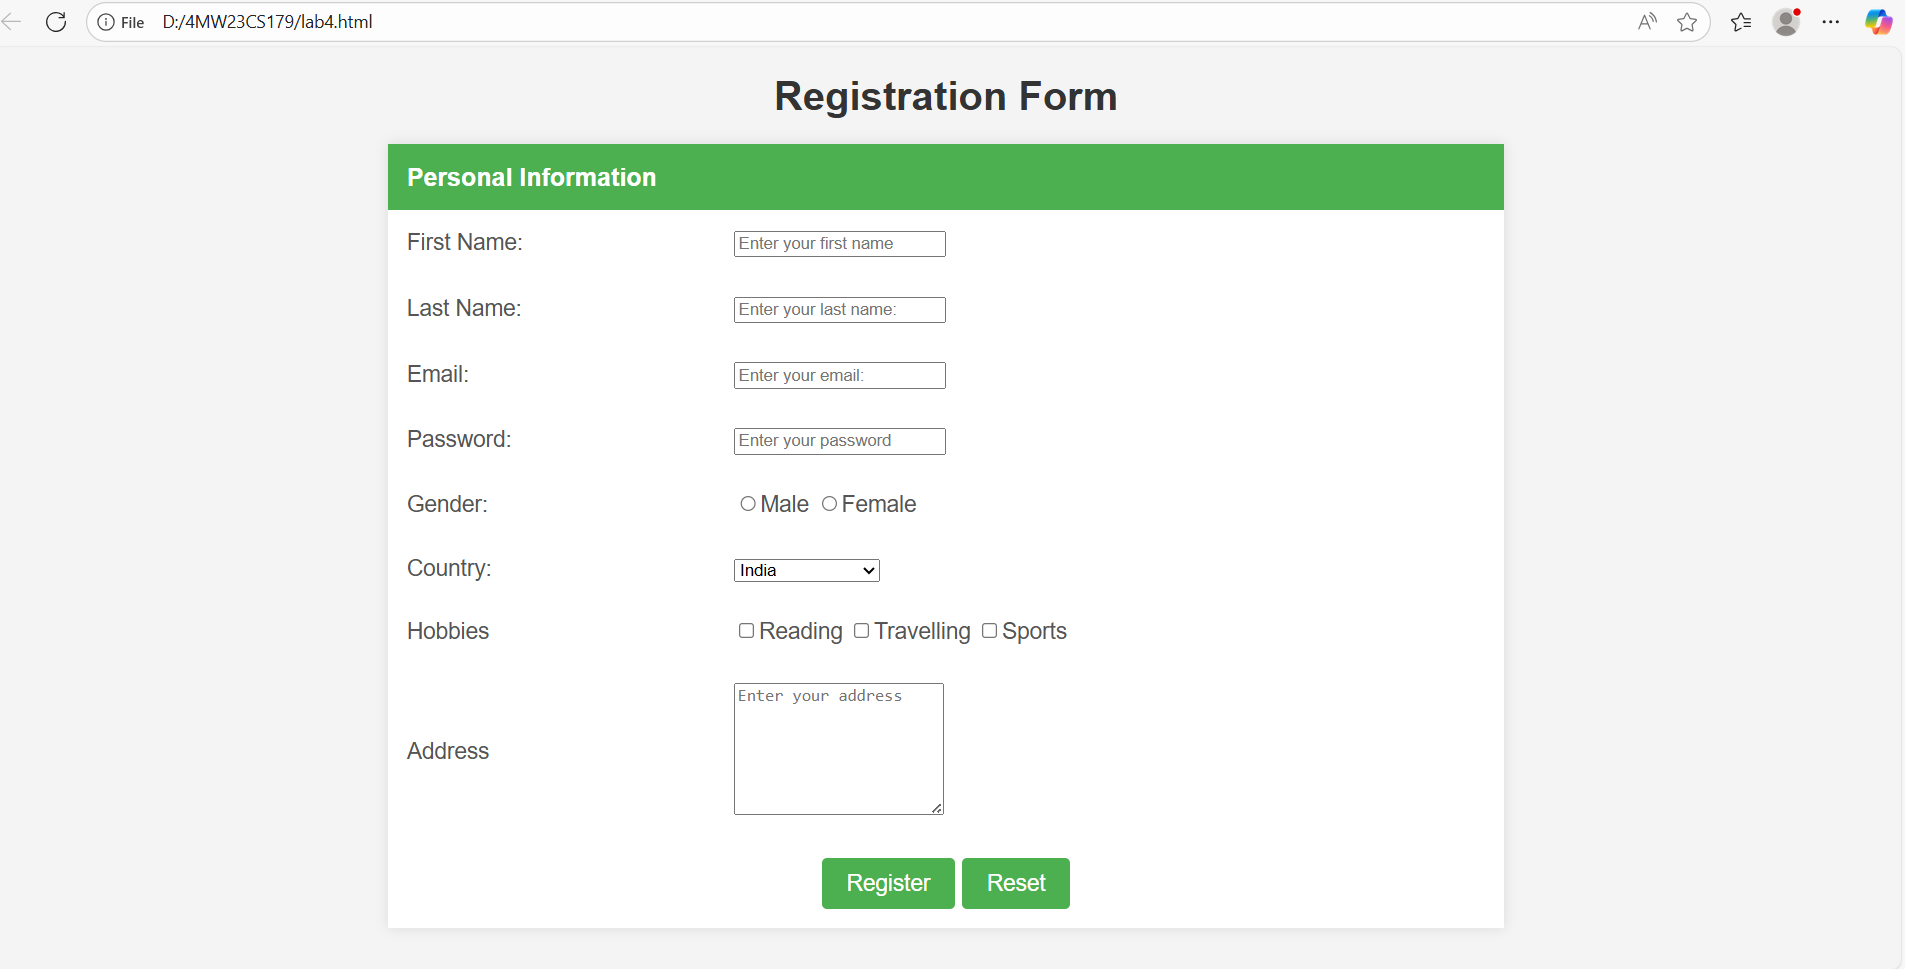 File D:/4MW23CS179/lab4.html
Registration Form
Personal Information
First Name: Enter your first name
Last Name: Enter your last name:
Email: Enter your email:
Password: Enter your password
Gender: Male Female
Country: India
Hobbies Reading Travelling Sports
Enter your address
Address
Register Reset